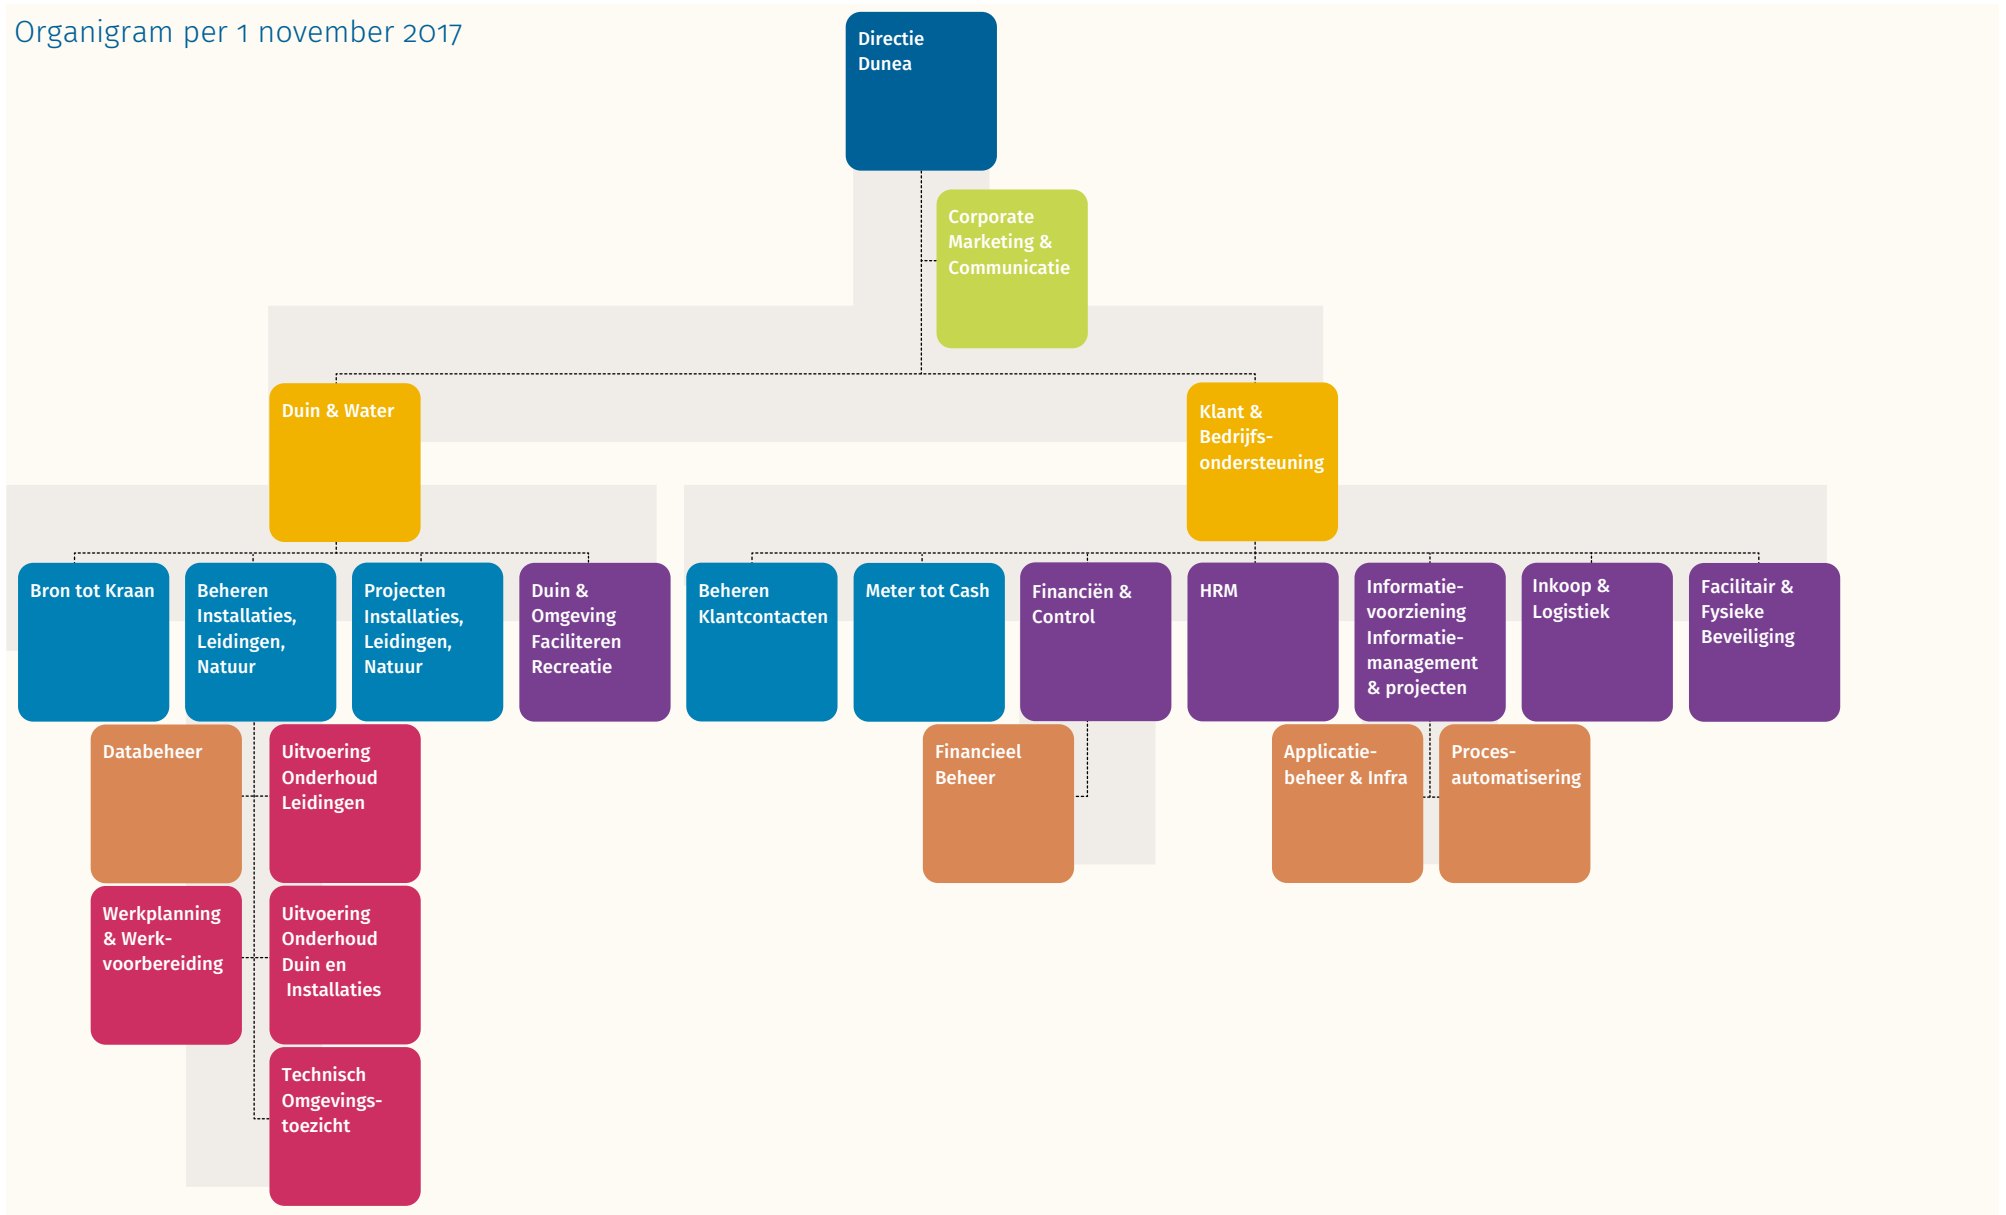 Organigram per 1 november 2017
Directie
Dunea
Corporate
Marketing &
Communicatie
Duin & Water
Klant &
Bedrijfs-
ondersteuning
Bron tot Kraan
Beheren
Installaties,
Leidingen,
Natuur
Projecten
Installaties,
Leidingen,
Natuur
Duin &
Omgeving
Faciliteren
Recreatie
Beheren
Klantcontacten
Meter tot Cash
Financiën &
Control
HRM
Informatie-
voorziening
Informatie-
management
& projecten
Inkoop &
Logistiek
Facilitair &
Fysieke
Beveiliging
Databeheer
Uitvoering
Onderhoud
Leidingen
Financieel
Beheer
Applicatie-
beheer & Infra
Proces-
automatisering
Werkplanning
& Werk-
voorbereiding
Uitvoering
Onderhoud
Duin en
Installaties
Technisch
Omgevings-
toezicht